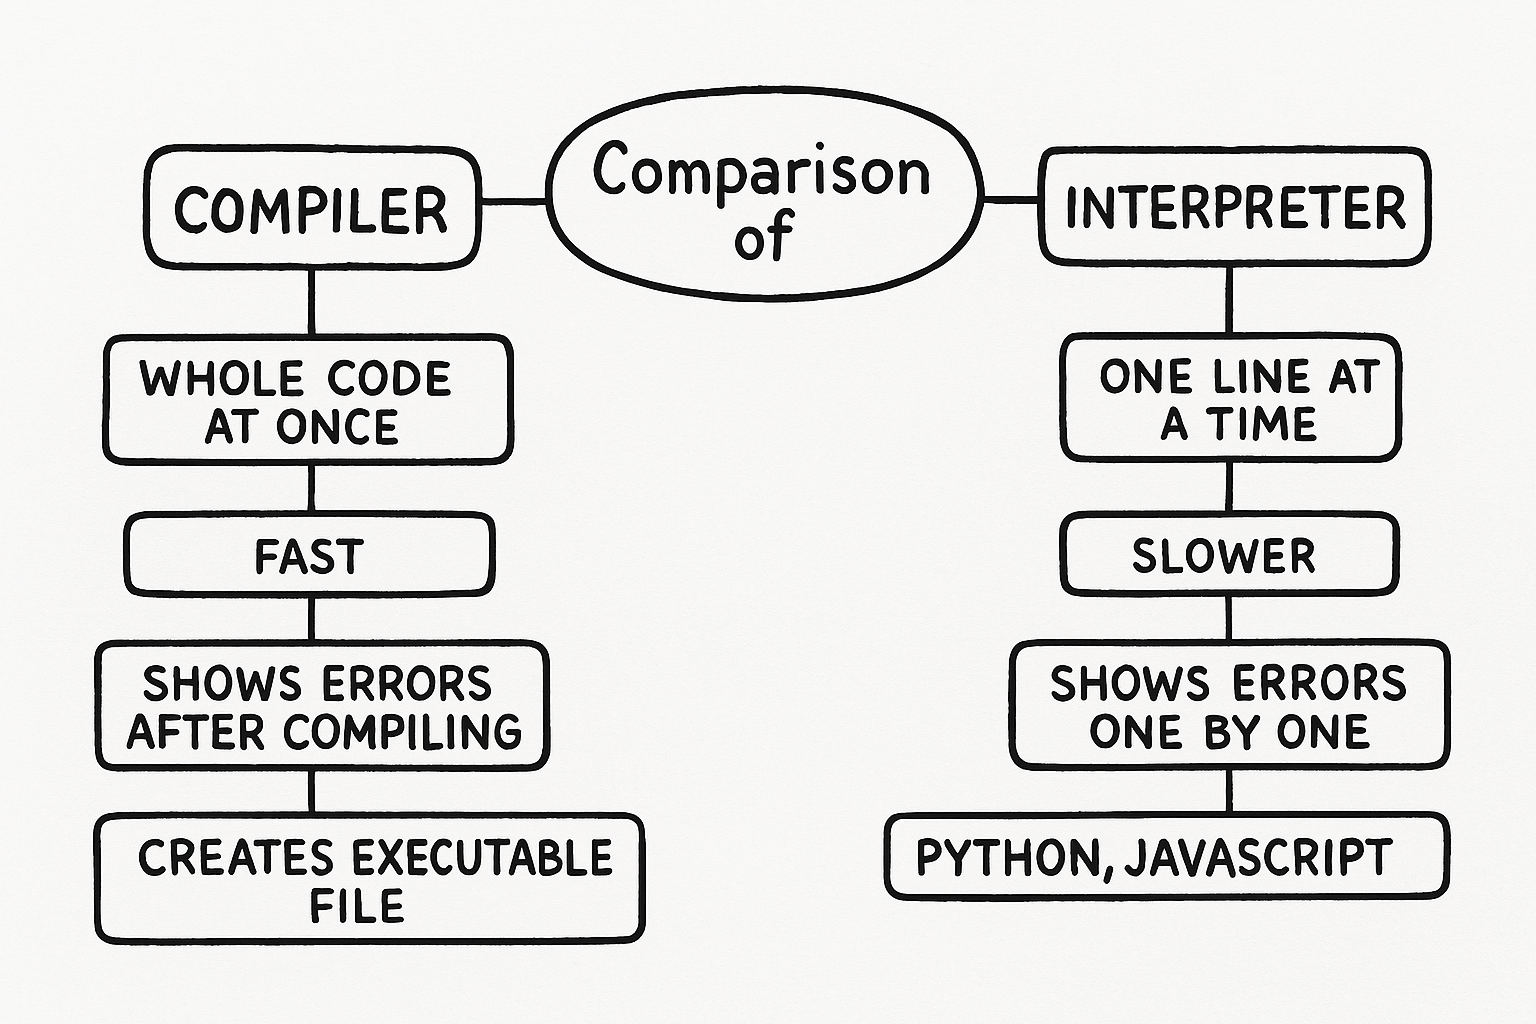 Comparison
of
COMPILER
WHOLE CODE
AT ONCE
FAST
SHOWS ERRORS
AFTER COMPILING
CREATES EXECUTABLE
FILE
INTERPRETER
ONE LINE AT
A TIME
SLOWER
SHOWS ERRORS
ONE BY ONE
PYTHON, JAVASCRIPT